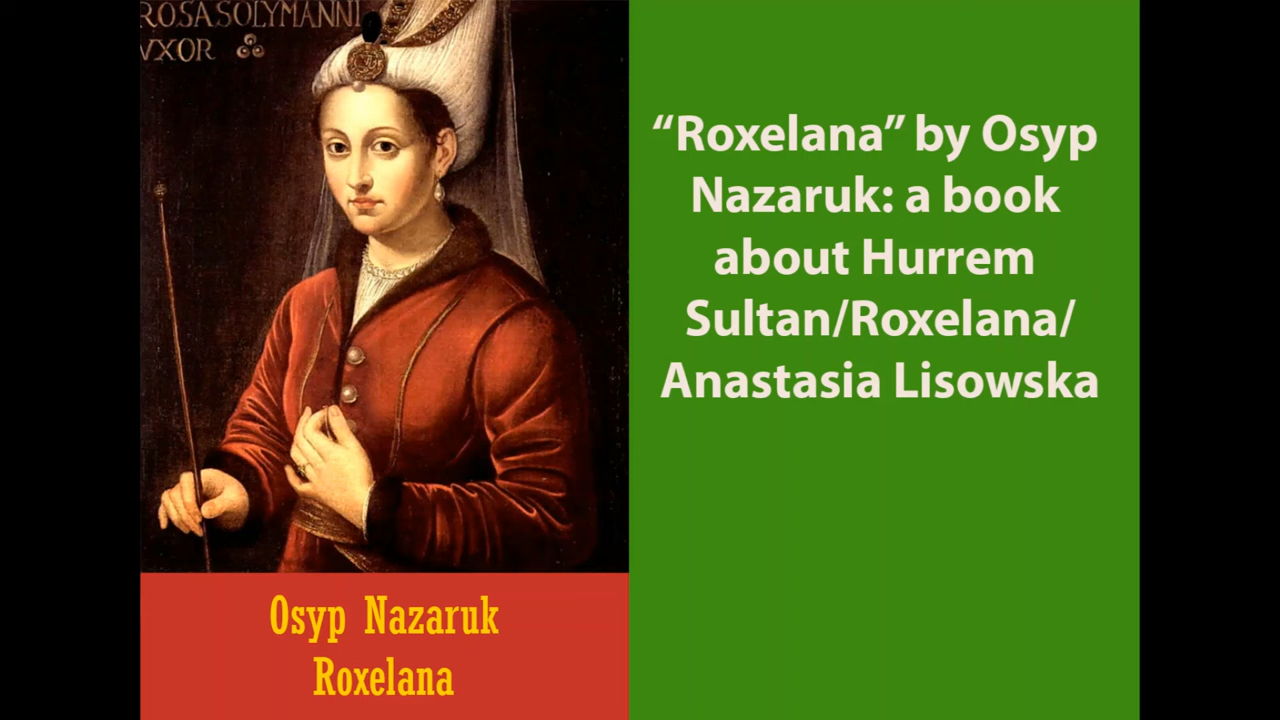 ROSA SOLYMANNI
VXOR
Osyp Nazaruk
Roxelana
“Roxelana” by Osyp
Nazaruk: a book
about Hurrem
Sultan/Roxelana/
Anastasia Lisowska